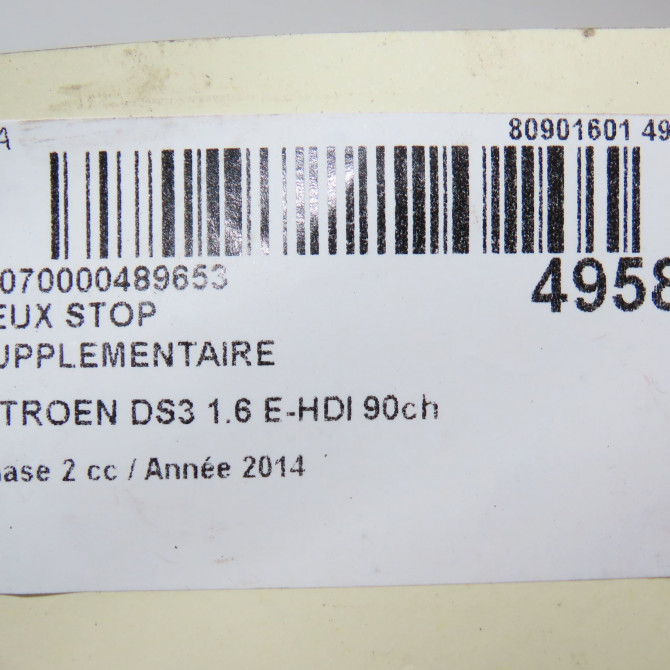 A 80901601 49
070000489653
4958
EUX STOP
UPPLEMENTAIRE
TROEN DS3 1.6 E-HDI 90ch
ase 2 cc / Année 2014